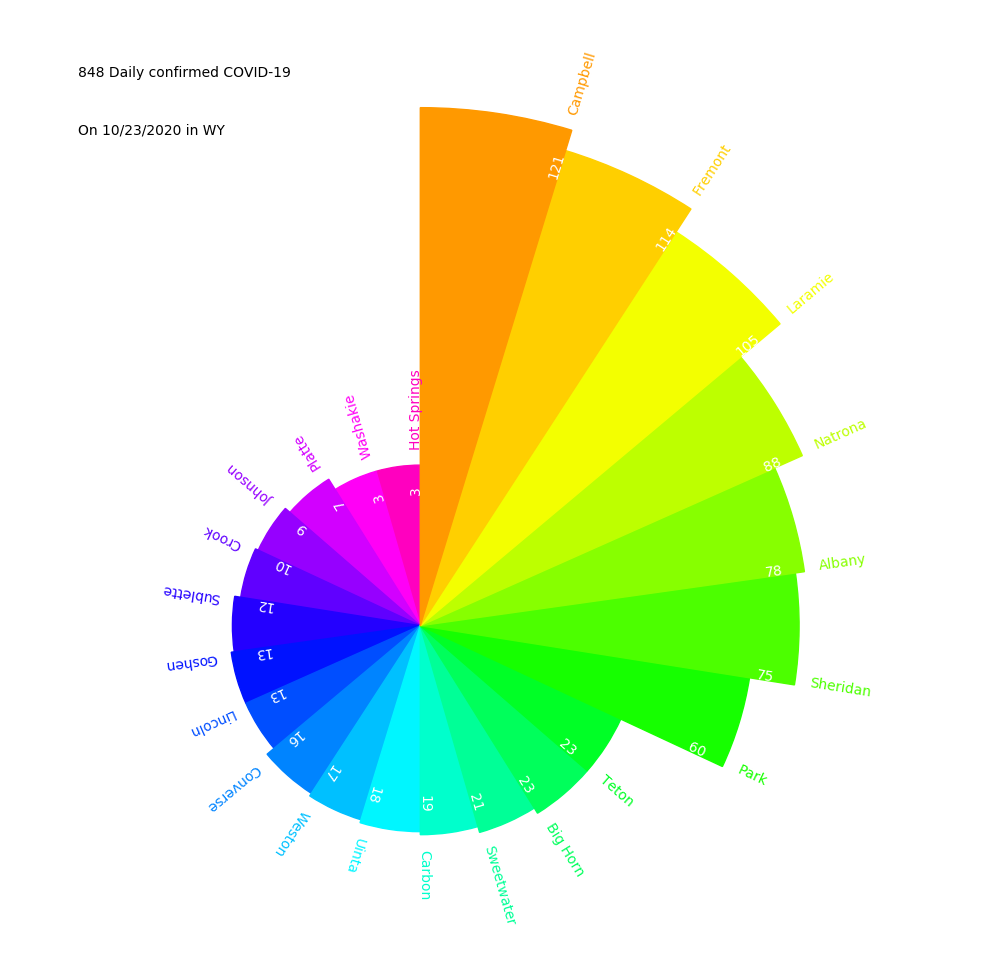 848 Daily confirmed COVID-19
On 10/23/2020 in WY
Campbell
121
Fremont
114
Laramie
105
Natrona
88
Albany
78
Sheridan
75
Park
60
Teton
23
Big Horn
23
Sweetwater
21
Carbon
19
Uinta
18
Weston
17
Converse
16
Lincoln
13
Goshen
13
Sublette
12
Crook
10
Johnson
9
Platte
7
Washakie
3
Hot Springs
3